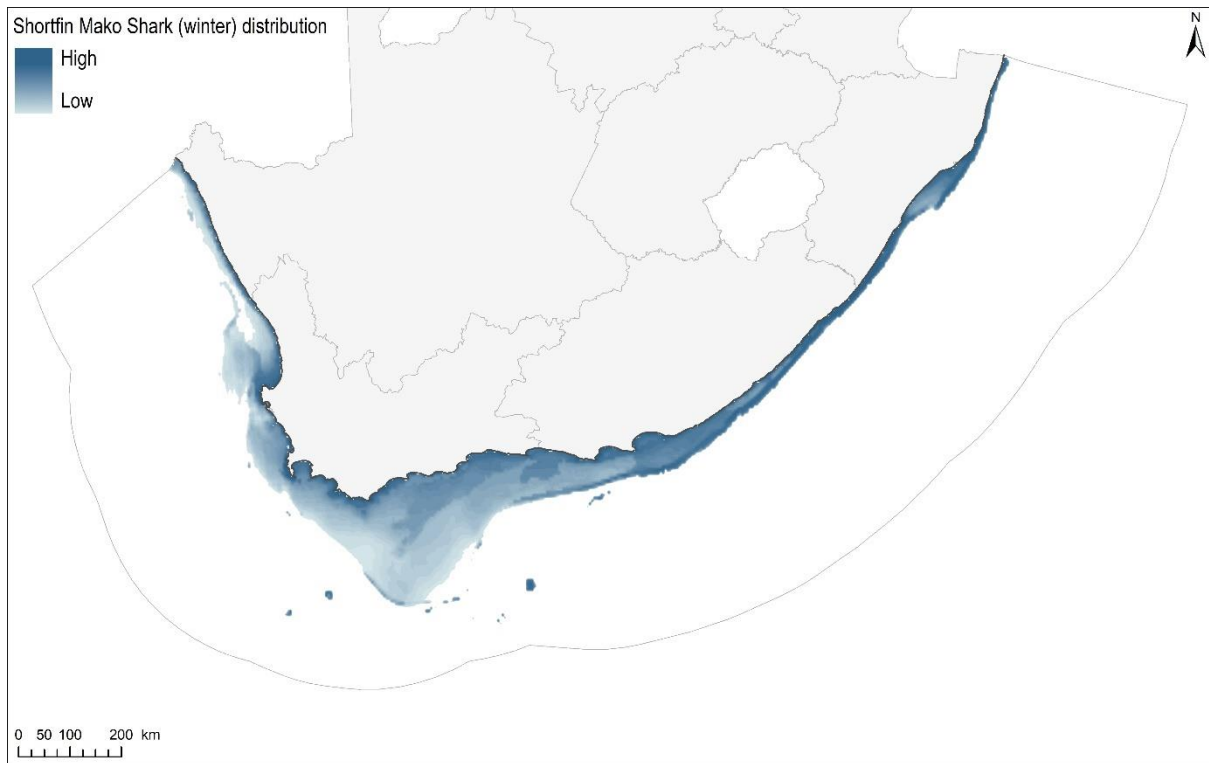 Shortfin Mako Shark (winter) distribution
High
Low
N
0 50 100 200 km